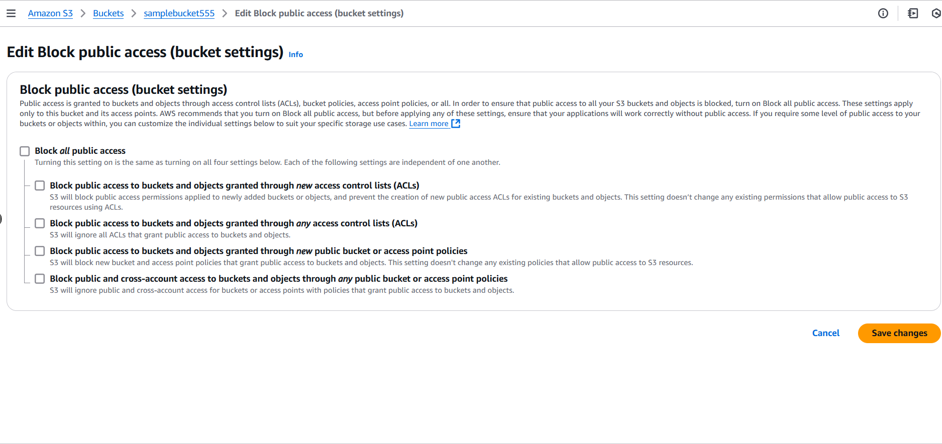 Amazon S3 > Buckets > samplebucket555 > Edit Block public access (bucket settings)
Edit Block public access (bucket settings) Info
Block public access (bucket settings)
Public access is granted to buckets and objects through access control lists (ACLs), bucket policies, access point policies, or all. In order to ensure that public access to all your S3 buckets and objects is blocked, turn on Block all public access. These settings apply
only to this bucket and its access points. AWS recommends that you turn on Block all public access, but before applying any of these settings, ensure that your applications will work correctly without public access. If you require some level of public access to your
buckets or objects within, you can customize the individual settings below to suit your specific storage use cases. Learn more
Block all public access
Turning this setting on is the same as turning on all four settings below. Each of the following settings are independent of one another.
Block public access to buckets and objects granted through new access control lists (ACLs)
S3 will block public access permissions applied to newly added buckets or objects, and prevent the creation of new public access ACLs for existing buckets and objects. This setting doesn't change any existing permissions that allow public access to S3
resources using ACLs.
Block public access to buckets and objects granted through any access control lists (ACLs)
S3 will ignore all ACLs that grant public access to buckets and objects.
Block public access to buckets and objects granted through new public bucket or access point policies
S3 will block new bucket and access point policies that grant public access to buckets and objects. This setting doesn't change any existing policies that allow public access to S3 resources.
Block public and cross-account access to buckets and objects through any public bucket or access point policies
S3 will ignore public and cross-account access for buckets or access points with policies that grant public access to buckets and objects.
Cancel
Save changes